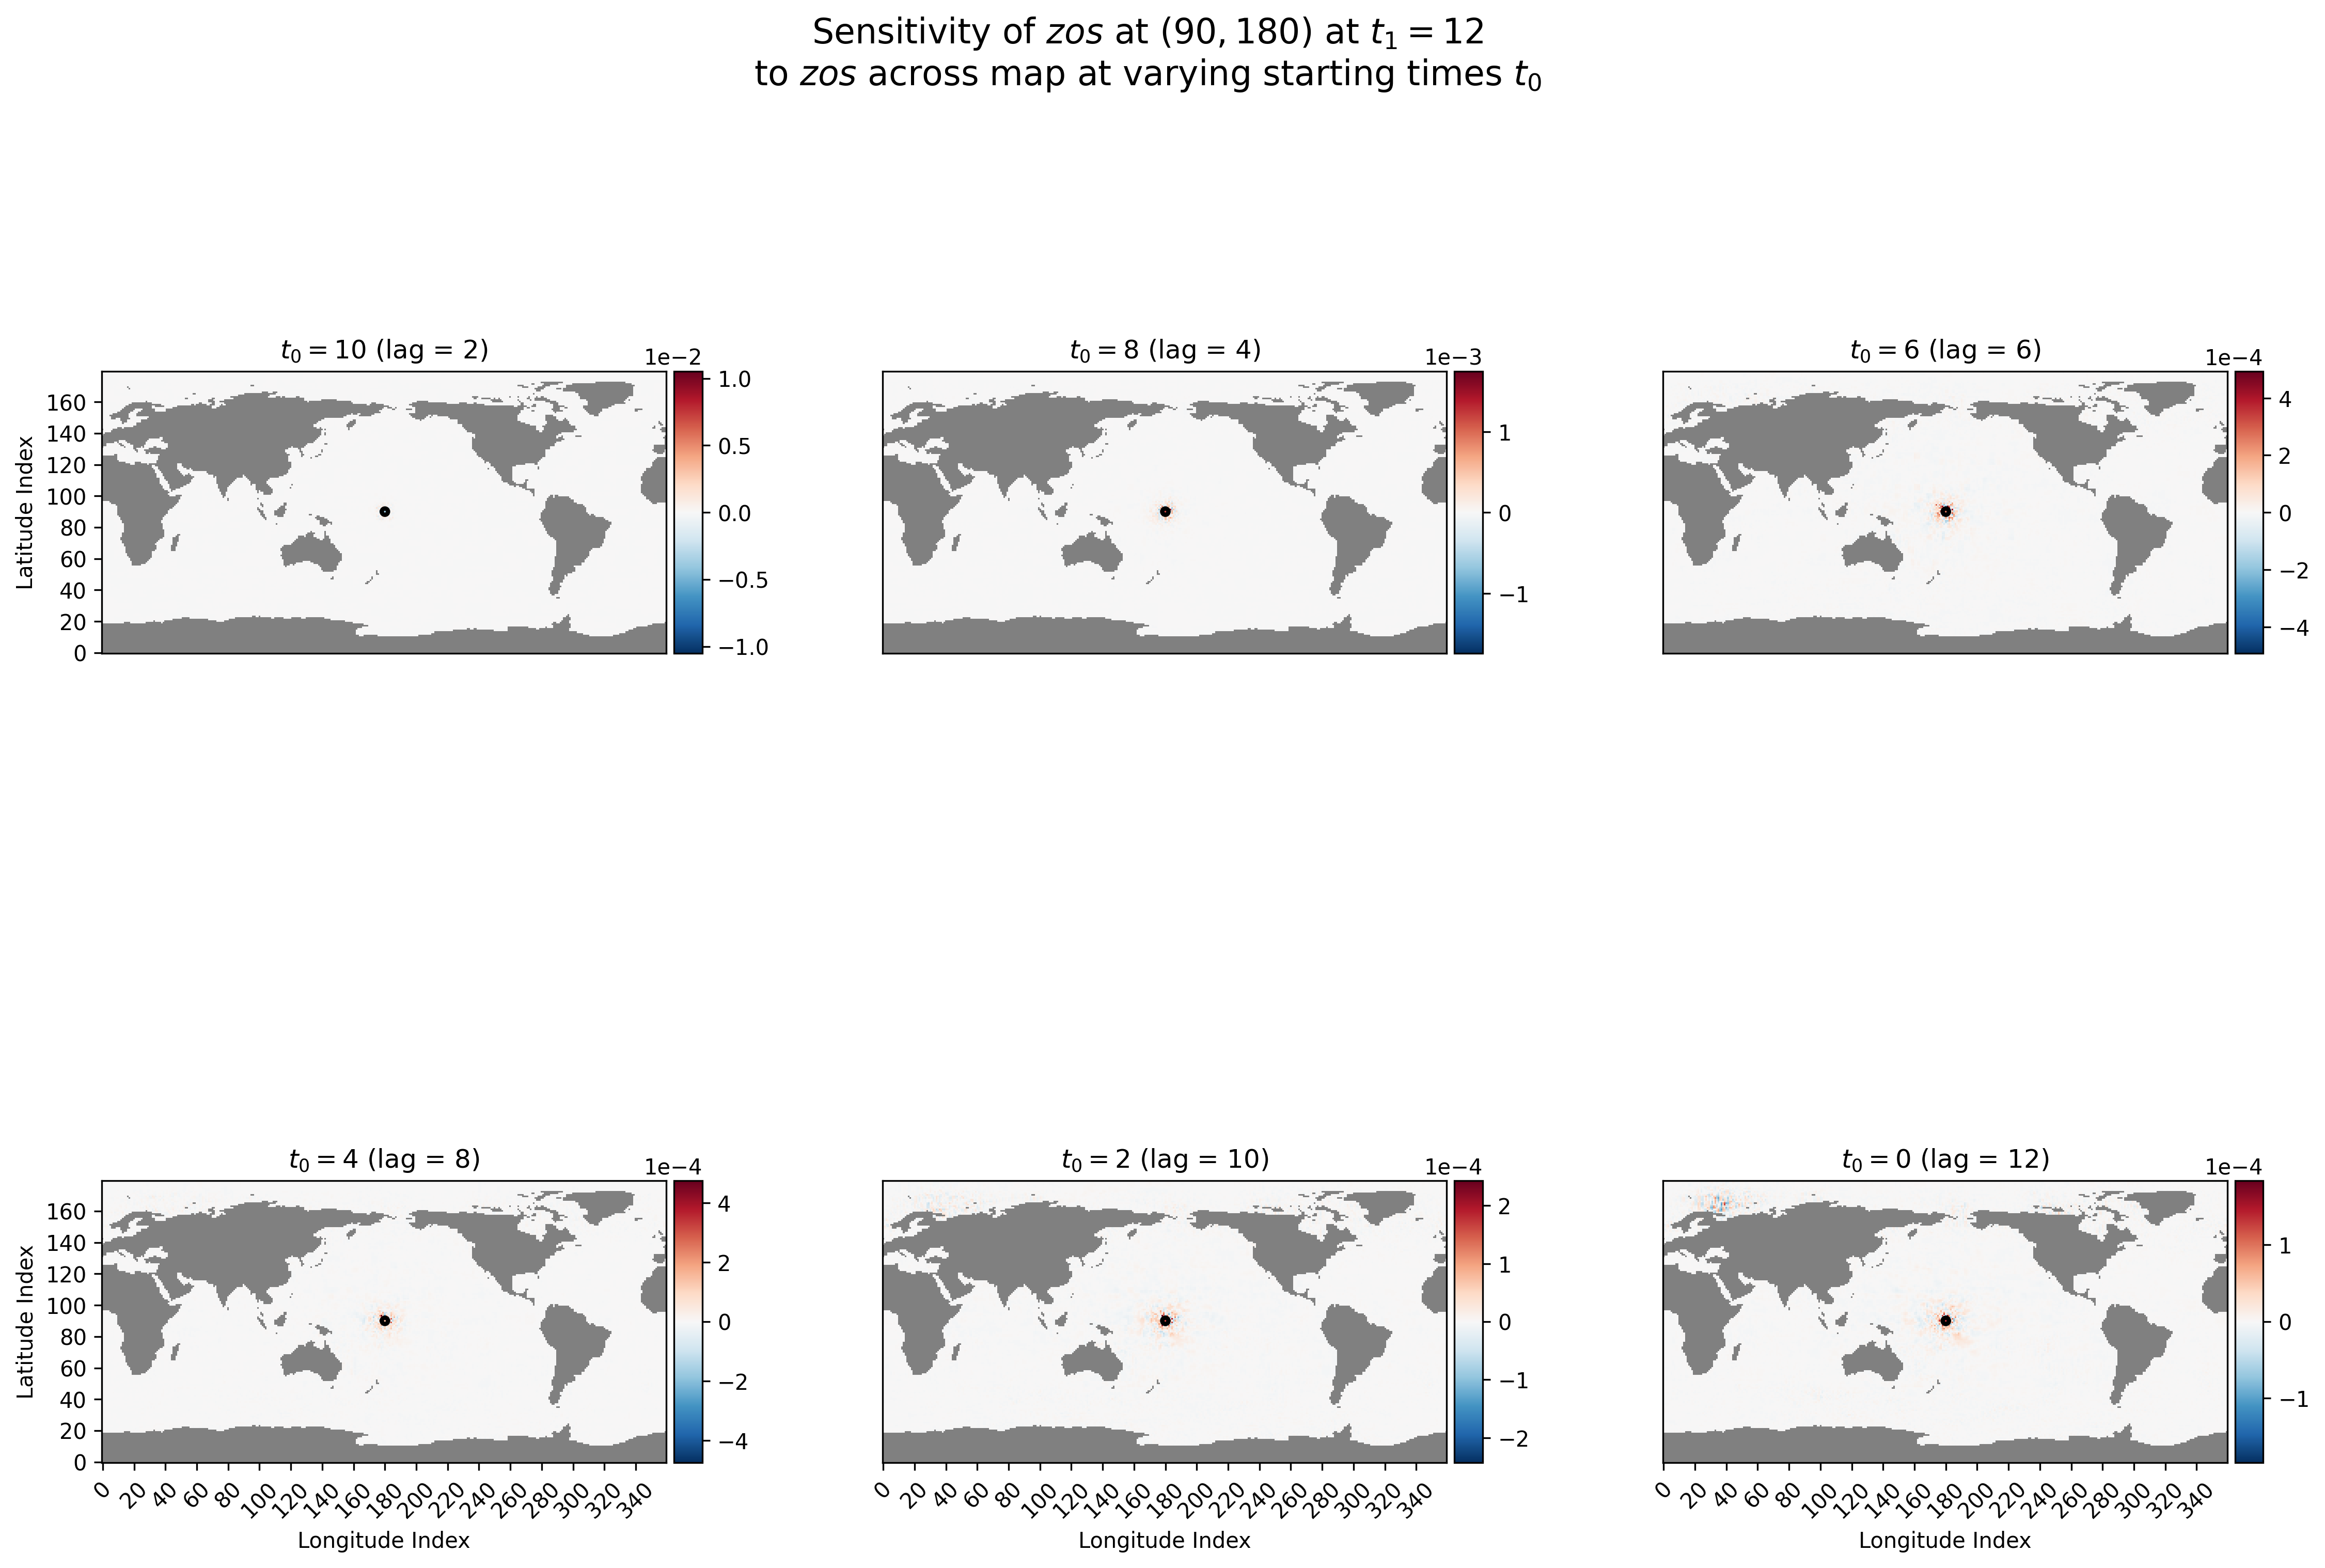 Sensitivity of zos at (90, 180) at t₁ = 12
to zos across map at varying starting times t₀
t₀ = 10 (lag = 2)
1e−2
Latitude Index
160
140
120
100
80
60
40
20
0
1.0
0.5
0.0
−0.5
−1.0
t₀ = 8 (lag = 4)
1e−3
1
0
−1
t₀ = 6 (lag = 6)
1e−4
4
2
0
−2
−4
t₀ = 4 (lag = 8)
1e−4
Latitude Index
160
140
120
100
80
60
40
20
0
4
2
0
−2
−4
0 20 40 60 80 100 120 140 160 180 200 220 240 260 280 300 320 340
Longitude Index
t₀ = 2 (lag = 10)
1e−4
2
1
0
−1
−2
0 20 40 60 80 100 120 140 160 180 200 220 240 260 280 300 320 340
Longitude Index
t₀ = 0 (lag = 12)
1e−4
1
0
−1
0 20 40 60 80 100 120 140 160 180 200 220 240 260 280 300 320 340
Longitude Index